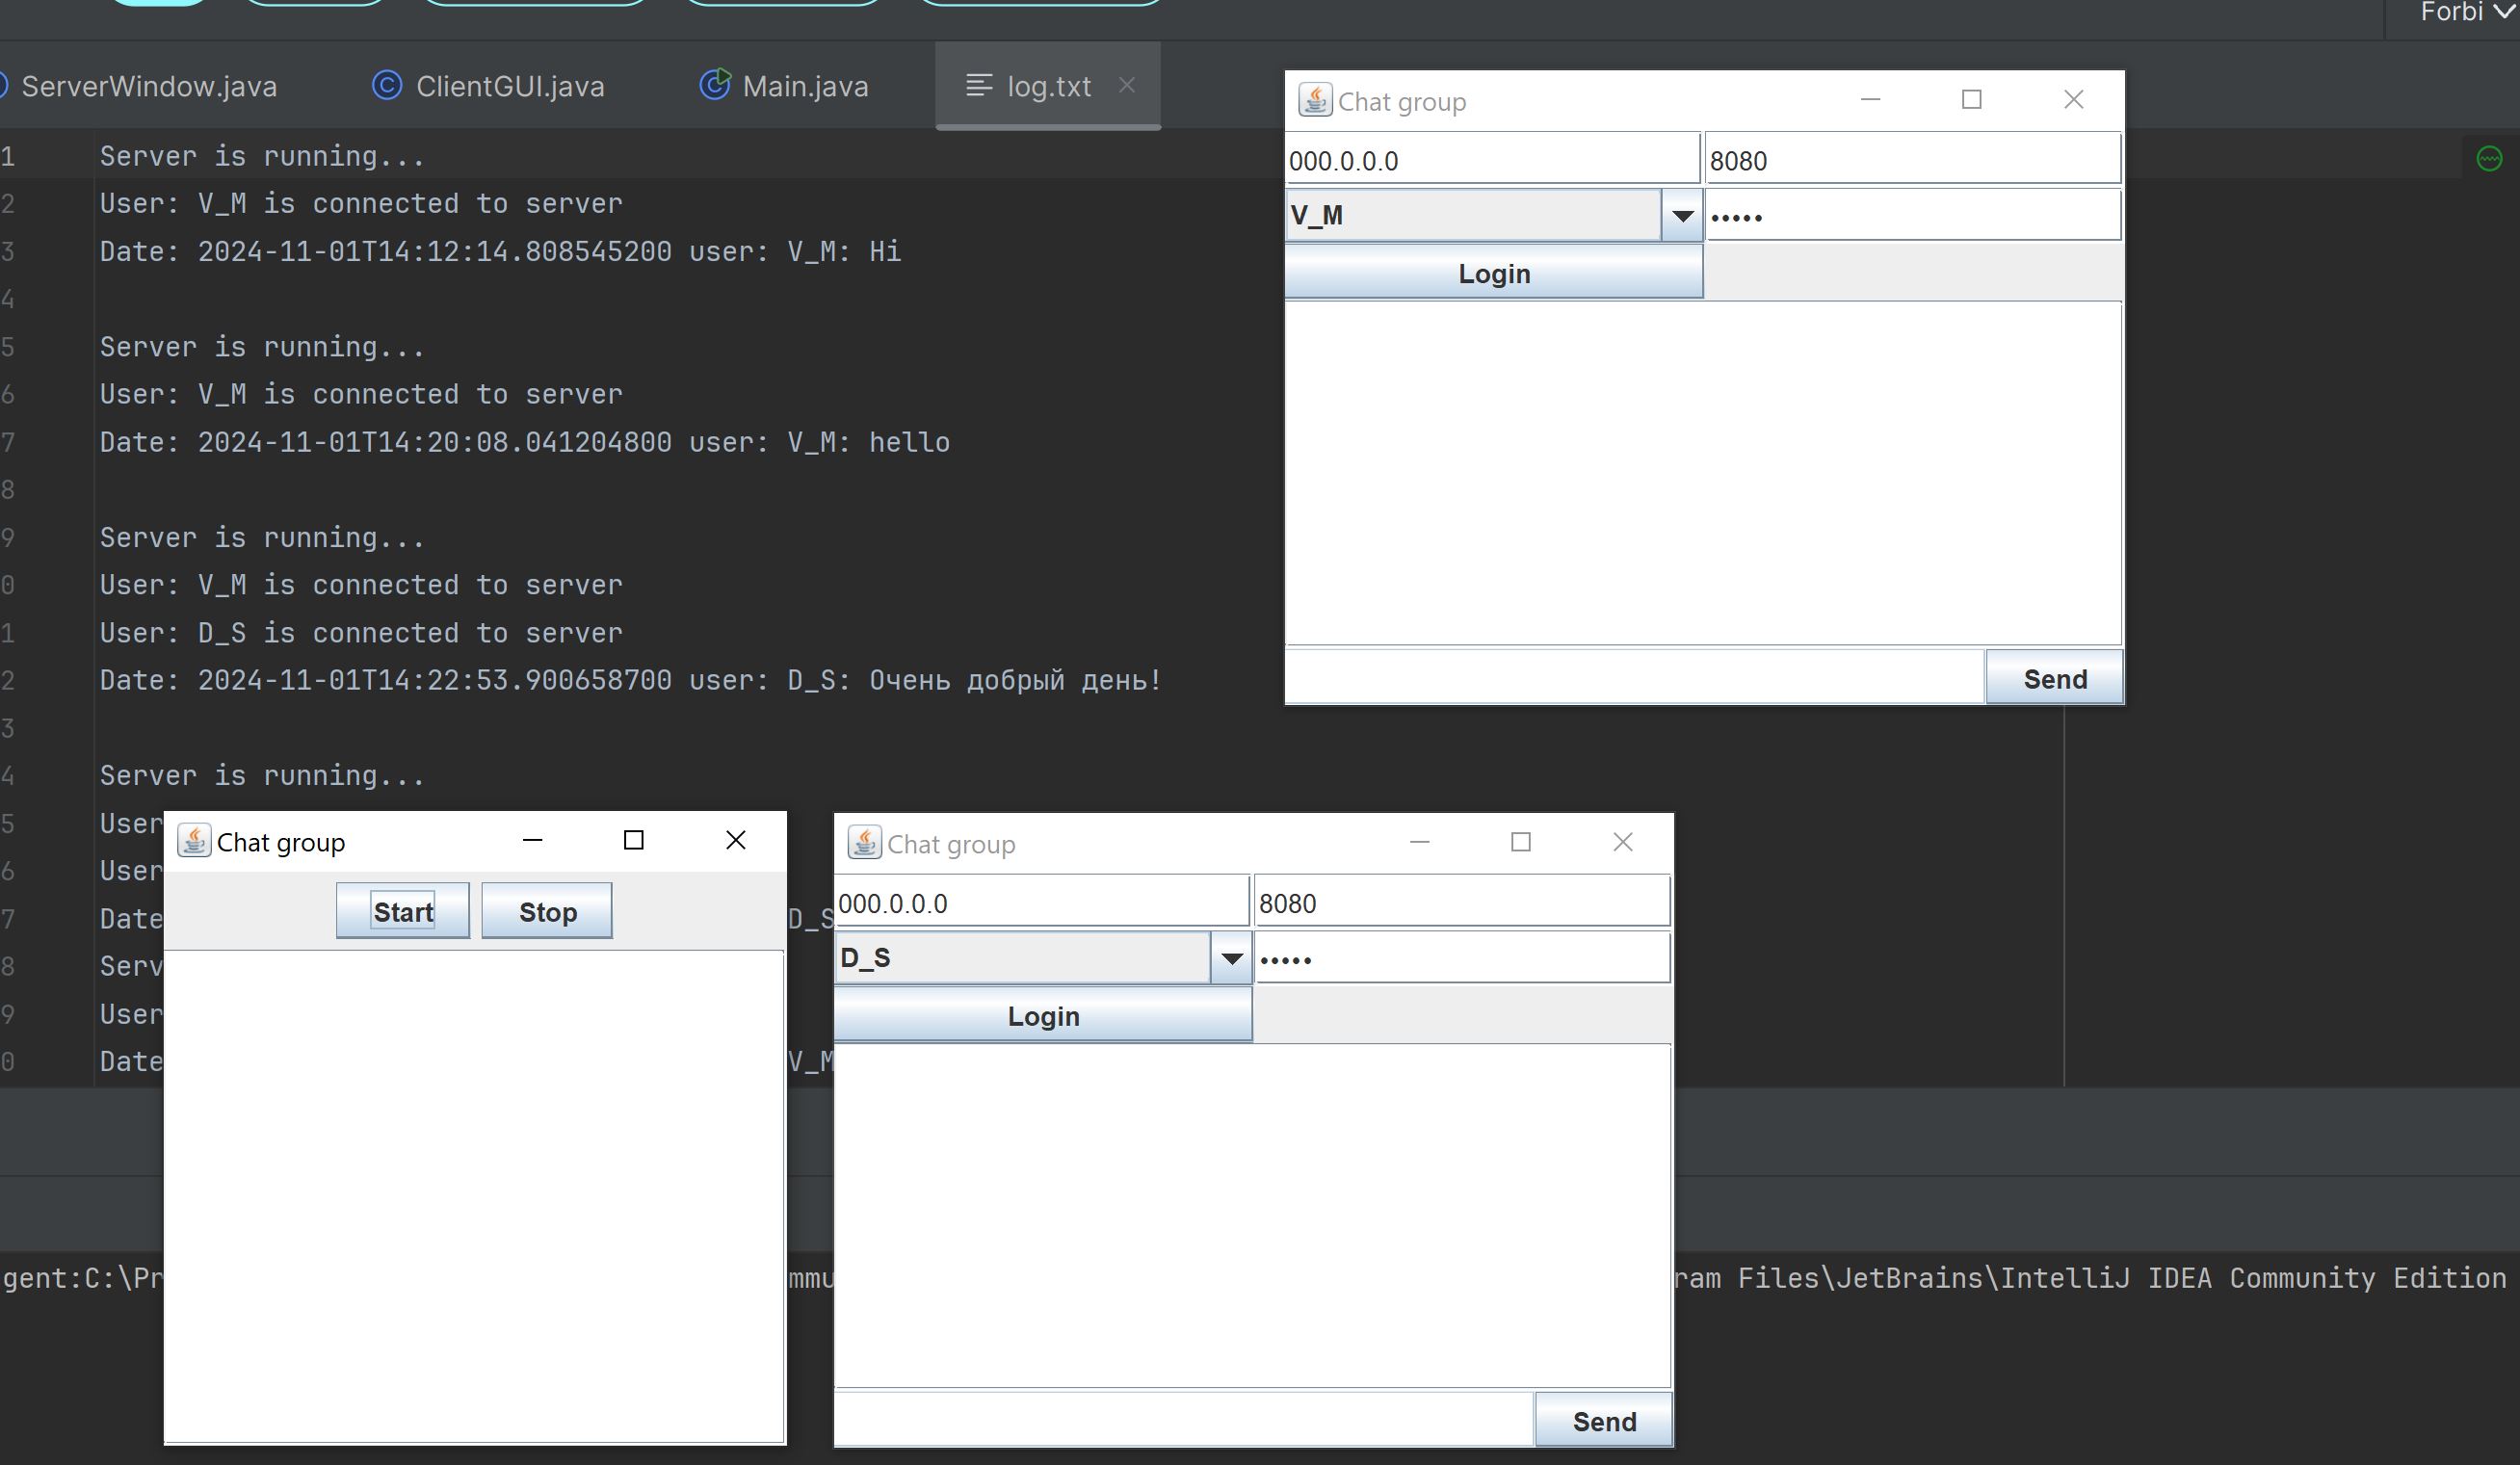 Forbi
ServerWindow.java ClientGUI.java Main.java log.txt
1 Server is running...
2 User: V_M is connected to server
3 Date: 2024-11-01T14:12:14.808545200 user: V_M: Hi
4
5 Server is running...
6 User: V_M is connected to server
7 Date: 2024-11-01T14:20:08.041204800 user: V_M: hello
8
9 Server is running...
0 User: V_M is connected to server
1 User: D_S is connected to server
2 Date: 2024-11-01T14:22:53.900658700 user: D_S: Очень добрый день!
3
4 Server is running...
5 User
6 User
7 Date D_S
8 Serv
9 User
0 Date V_M
Chat group
000.0.0.0 8080
V_M •••••
Login
Send
Chat group
Start Stop
Chat group
000.0.0.0 8080
D_S •••••
Login
Send
gent:C:\Pr mmu ram Files\JetBrains\IntelliJ IDEA Community Edition